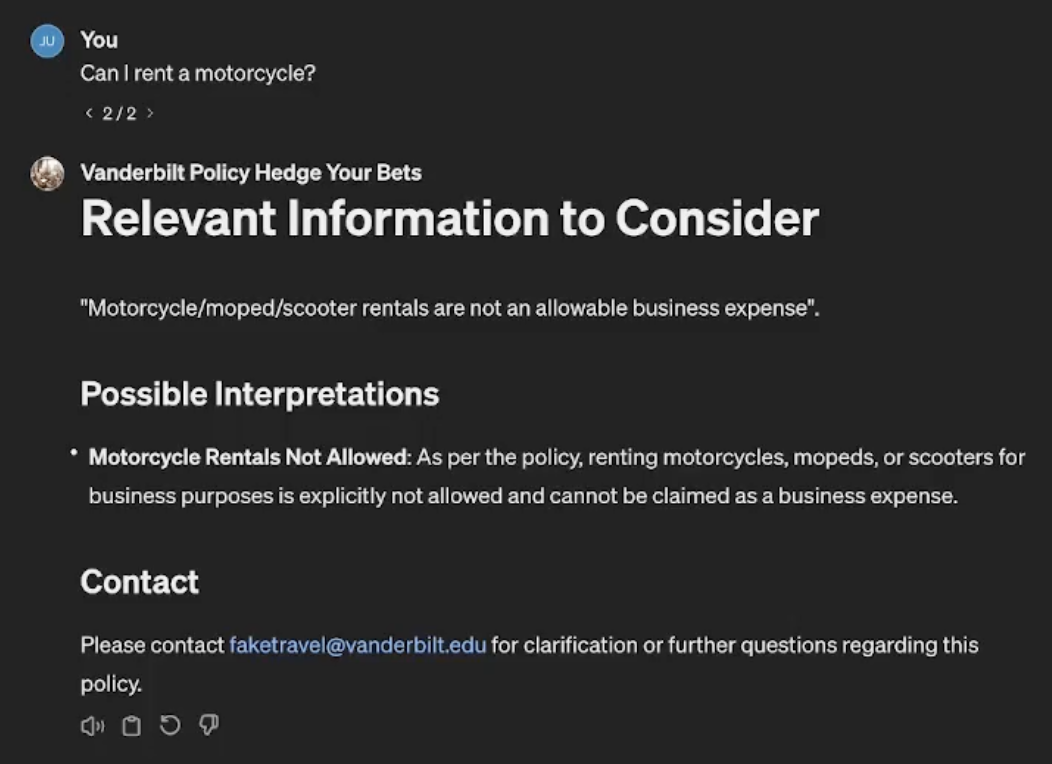 JU
You
Can I rent a motorcycle?
< 2/2 >
Vanderbilt Policy Hedge Your Bets
Relevant Information to Consider
"Motorcycle/moped/scooter rentals are not an allowable business expense".
Possible Interpretations
• Motorcycle Rentals Not Allowed: As per the policy, renting motorcycles, mopeds, or scooters for
business purposes is explicitly not allowed and cannot be claimed as a business expense.
Contact
Please contact faketravel@vanderbilt.edu for clarification or further questions regarding this
policy.